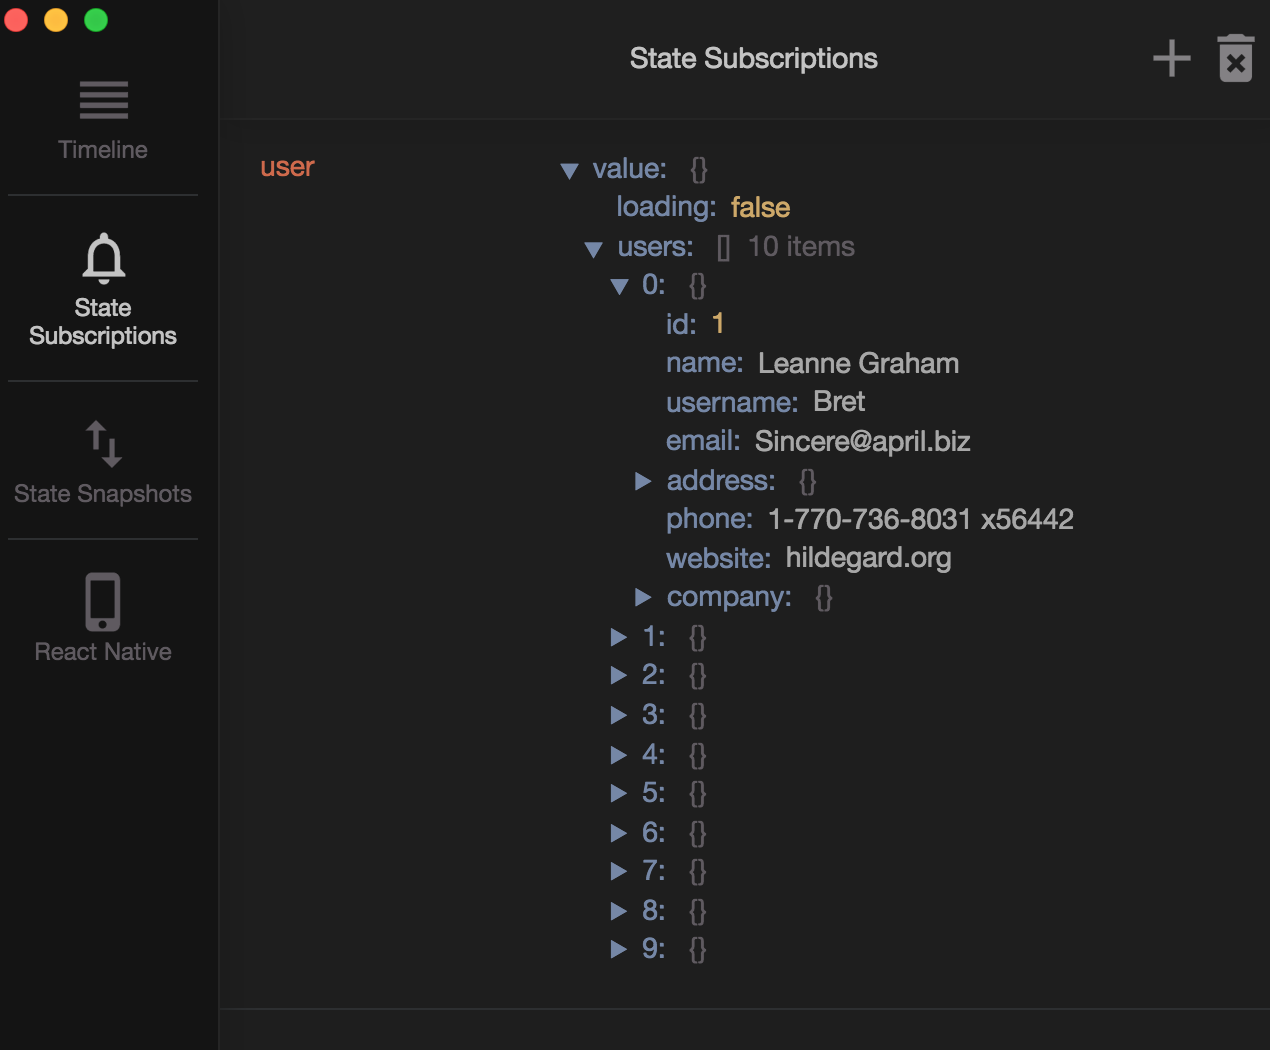 State Subscriptions
Timeline
State
Subscriptions
State Snapshots
React Native
user
value: {}
loading: false
users: [] 10 items
0: {}
id: 1
name: Leanne Graham
username: Bret
email: Sincere@april.biz
address: {}
phone: 1-770-736-8031 x56442
website: hildegard.org
company: {}
1: {}
2: {}
3: {}
4: {}
5: {}
6: {}
7: {}
8: {}
9: {}